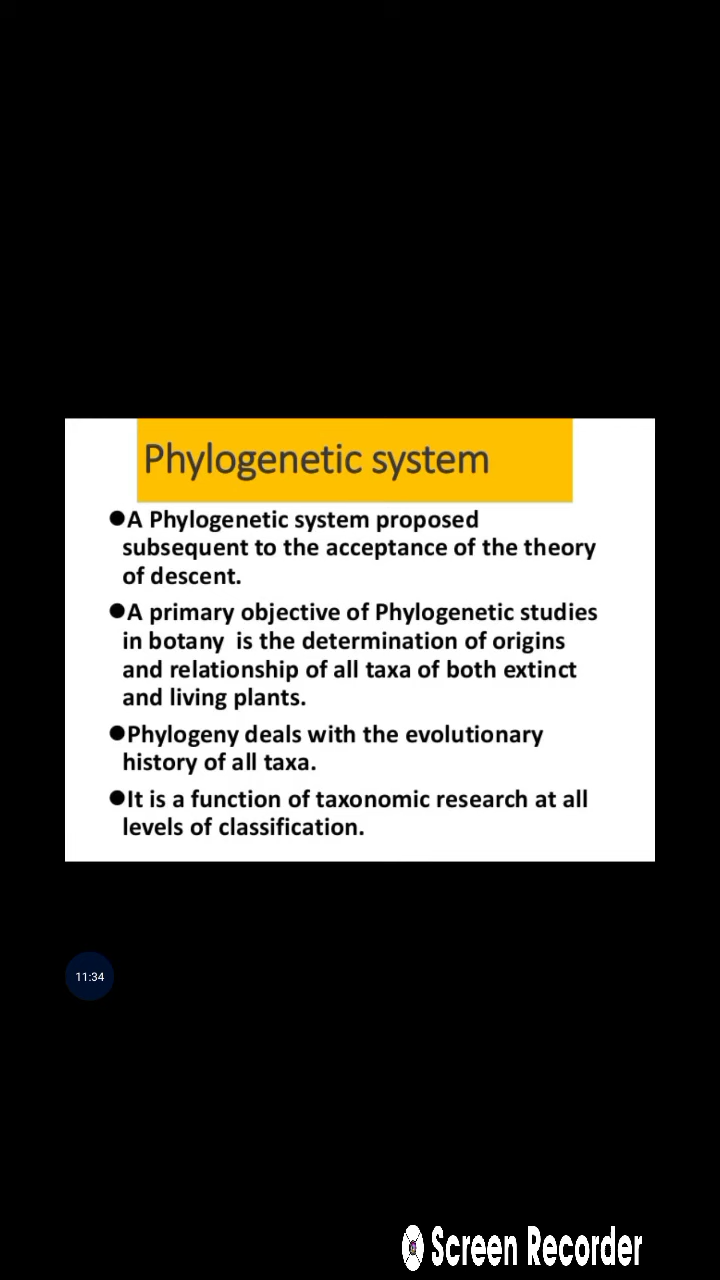 Phylogenetic system
●A Phylogenetic system proposed
subsequent to the acceptance of the theory
of descent.
●A primary objective of Phylogenetic studies
in botany is the determination of origins
and relationship of all taxa of both extinct
and living plants.
●Phylogeny deals with the evolutionary
history of all taxa.
●It is a function of taxonomic research at all
levels of classification.
11:34
Screen Recorder